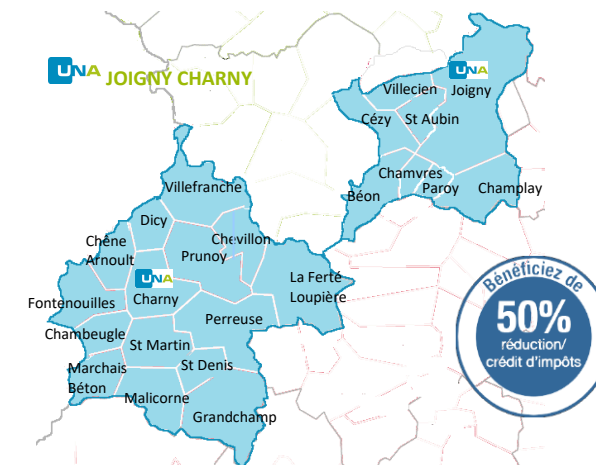 UNA JOIGNY CHARNY
UNA
Villecien
Joigny
Cézy
St Aubin
Chamvres
Béon
Paroy
Champlay
Villefranche
Dicy
Chevillon
Chêne
Arnoult
Prunoy
UNA
La Ferté
Loupière
Fontenouilles
Charny
Perreuse
Chambeugle
St Martin
St Denis
Marchais
Béton
Malicorne
Grandchamp
Bénéficiez de
50%
réduction/
crédit d'impôts